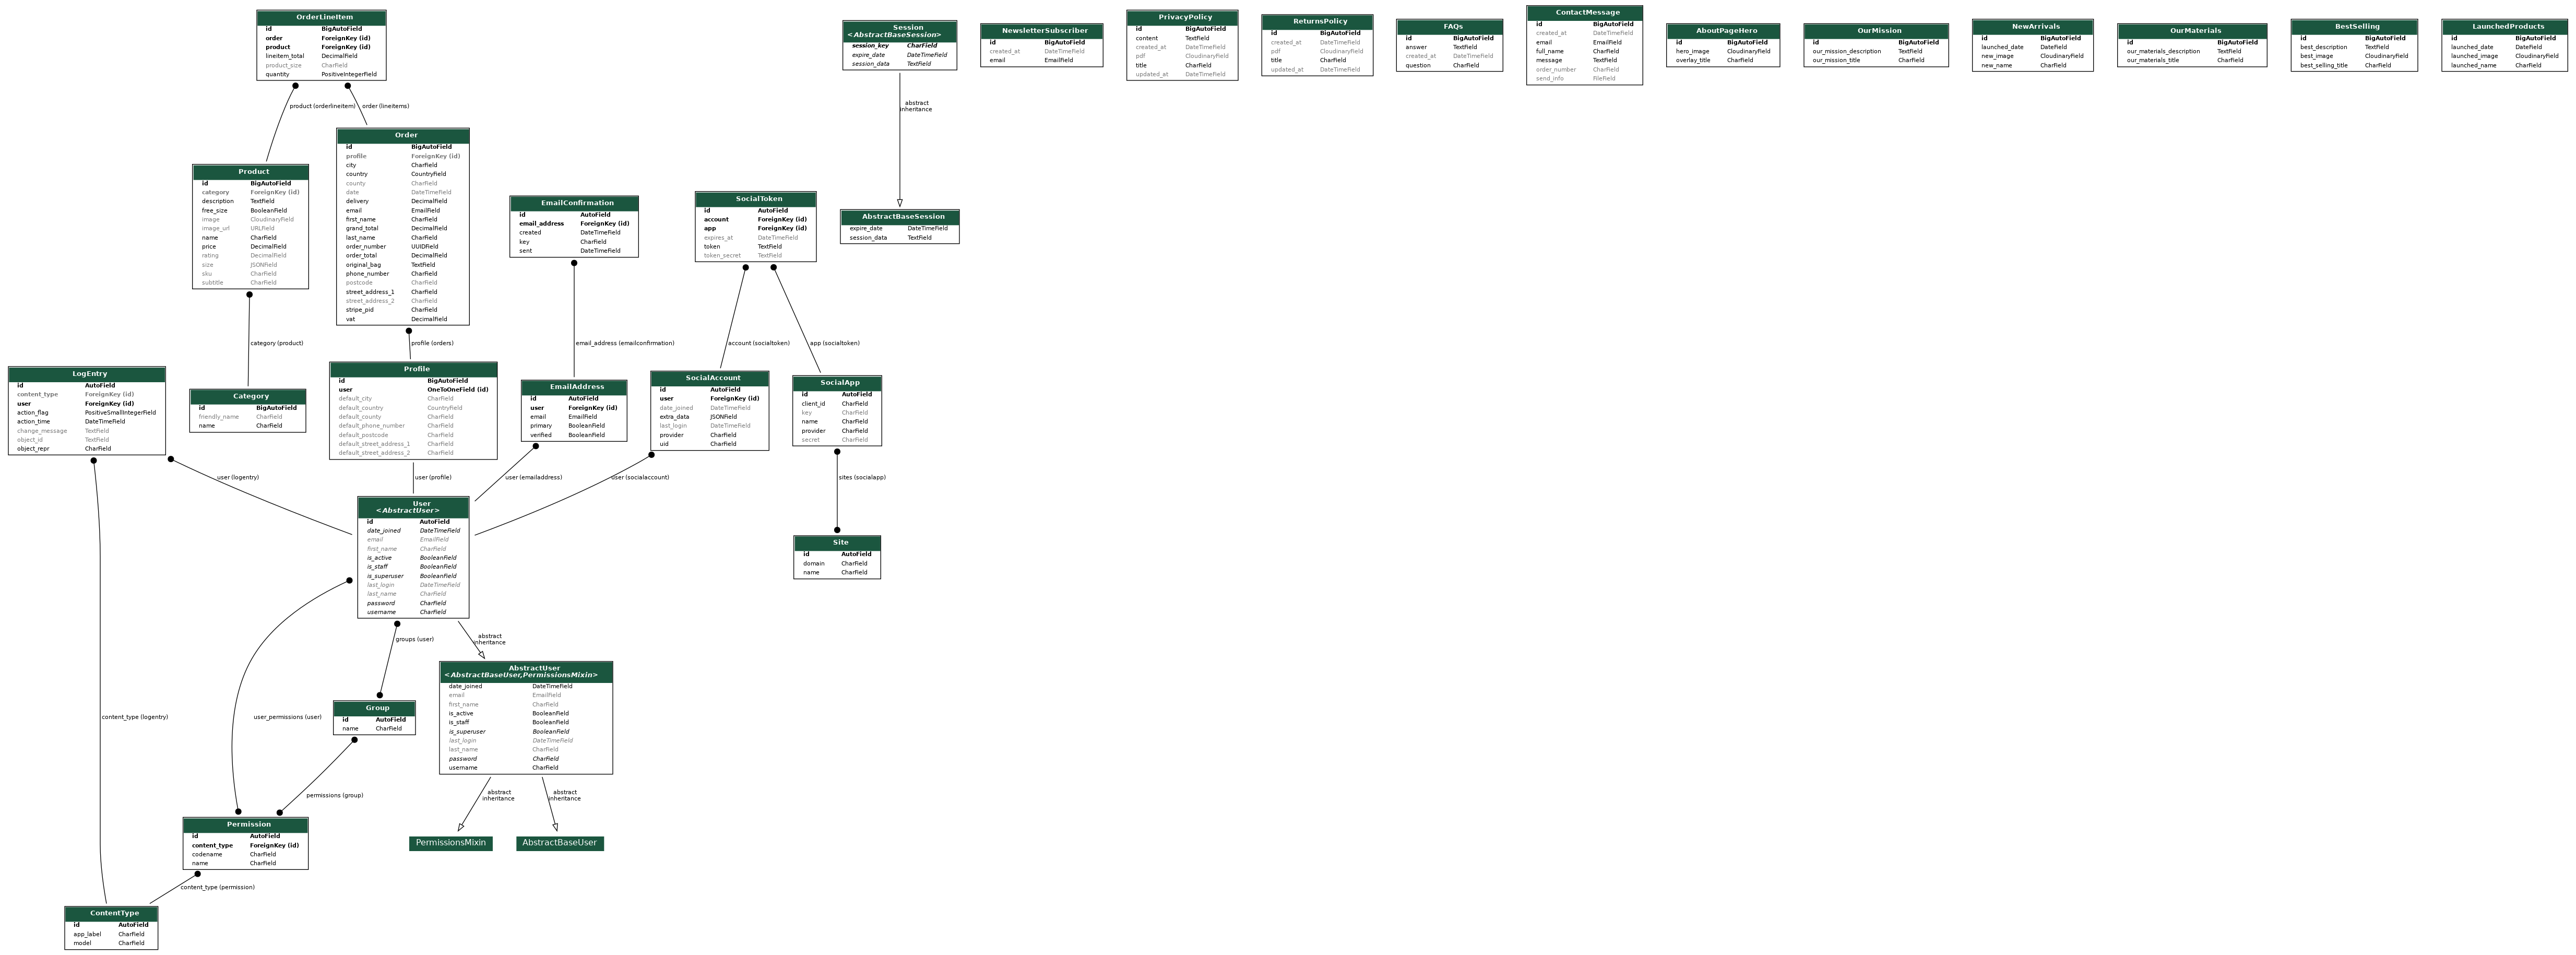 OrderLineItem
id BigAutoField
order ForeignKey (id)
product ForeignKey (id)
lineitem_total DecimalField
product_size CharField
quantity PositiveIntegerField
product (orderlineitem)
order (lineitems)
Product
id BigAutoField
category ForeignKey (id)
description TextField
free_size BooleanField
image CloudinaryField
image_url URLField
name CharField
price DecimalField
rating DecimalField
size JSONField
sku CharField
subtitle CharField
category (product)
Category
id BigAutoField
friendly_name CharField
name CharField
Order
id BigAutoField
profile ForeignKey (id)
city CharField
country CountryField
county CharField
date DateTimeField
delivery DecimalField
email EmailField
first_name CharField
grand_total DecimalField
last_name CharField
order_number UUIDField
order_total DecimalField
original_bag TextField
phone_number CharField
postcode CharField
street_address_1 CharField
street_address_2 CharField
stripe_pid CharField
vat DecimalField
profile (orders)
Profile
id BigAutoField
user OneToOneField (id)
default_city CharField
default_country CountryField
default_county CharField
default_phone_number CharField
default_postcode CharField
default_street_address_1 CharField
default_street_address_2 CharField
user (profile)
EmailConfirmation
id AutoField
email_address ForeignKey (id)
created DateTimeField
key CharField
sent DateTimeField
email_address (emailconfirmation)
EmailAddress
id AutoField
user ForeignKey (id)
email EmailField
primary BooleanField
verified BooleanField
user (emailaddress)
SocialToken
id AutoField
account ForeignKey (id)
app ForeignKey (id)
expires_at DateTimeField
token TextField
token_secret TextField
account (socialtoken)
app (socialtoken)
SocialAccount
id AutoField
user ForeignKey (id)
date_joined DateTimeField
extra_data JSONField
last_login DateTimeField
provider CharField
uid CharField
user (socialaccount)
SocialApp
id AutoField
client_id CharField
key CharField
name CharField
provider CharField
secret CharField
sites (socialapp)
Site
id AutoField
domain CharField
name CharField
LogEntry
id AutoField
content_type ForeignKey (id)
user ForeignKey (id)
action_flag PositiveSmallIntegerField
action_time DateTimeField
change_message TextField
object_id TextField
object_repr CharField
user (logentry)
content_type (logentry)
User
<AbstractUser>
id AutoField
date_joined DateTimeField
email EmailField
first_name CharField
is_active BooleanField
is_staff BooleanField
is_superuser BooleanField
last_login DateTimeField
last_name CharField
password CharField
username CharField
groups (user)
abstract
inheritance
user_permissions (user)
Group
id AutoField
name CharField
permissions (group)
AbstractUser
<AbstractBaseUser,PermissionsMixin>
date_joined DateTimeField
email EmailField
first_name CharField
is_active BooleanField
is_staff BooleanField
is_superuser BooleanField
last_login DateTimeField
last_name CharField
password CharField
username CharField
abstract
inheritance
abstract
inheritance
PermissionsMixin
AbstractBaseUser
Permission
id AutoField
content_type ForeignKey (id)
codename CharField
name CharField
content_type (permission)
ContentType
id AutoField
app_label CharField
model CharField
Session
<AbstractBaseSession>
session_key CharField
expire_date DateTimeField
session_data TextField
abstract
inheritance
AbstractBaseSession
expire_date DateTimeField
session_data TextField
NewsletterSubscriber
id BigAutoField
created_at DateTimeField
email EmailField
PrivacyPolicy
id BigAutoField
content TextField
created_at DateTimeField
pdf CloudinaryField
title CharField
updated_at DateTimeField
ReturnsPolicy
id BigAutoField
created_at DateTimeField
pdf CloudinaryField
title CharField
updated_at DateTimeField
FAQs
id BigAutoField
answer TextField
created_at DateTimeField
question CharField
ContactMessage
id BigAutoField
created_at DateTimeField
email EmailField
full_name CharField
message TextField
order_number CharField
send_info FileField
AboutPageHero
id BigAutoField
hero_image CloudinaryField
overlay_title CharField
OurMission
id BigAutoField
our_mission_description TextField
our_mission_title CharField
NewArrivals
id BigAutoField
launched_date DateField
new_image CloudinaryField
new_name CharField
OurMaterials
id BigAutoField
our_materials_description TextField
our_materials_title CharField
BestSelling
id BigAutoField
best_description TextField
best_image CloudinaryField
best_selling_title CharField
LaunchedProducts
id BigAutoField
launched_date DateField
launched_image CloudinaryField
launched_name CharField